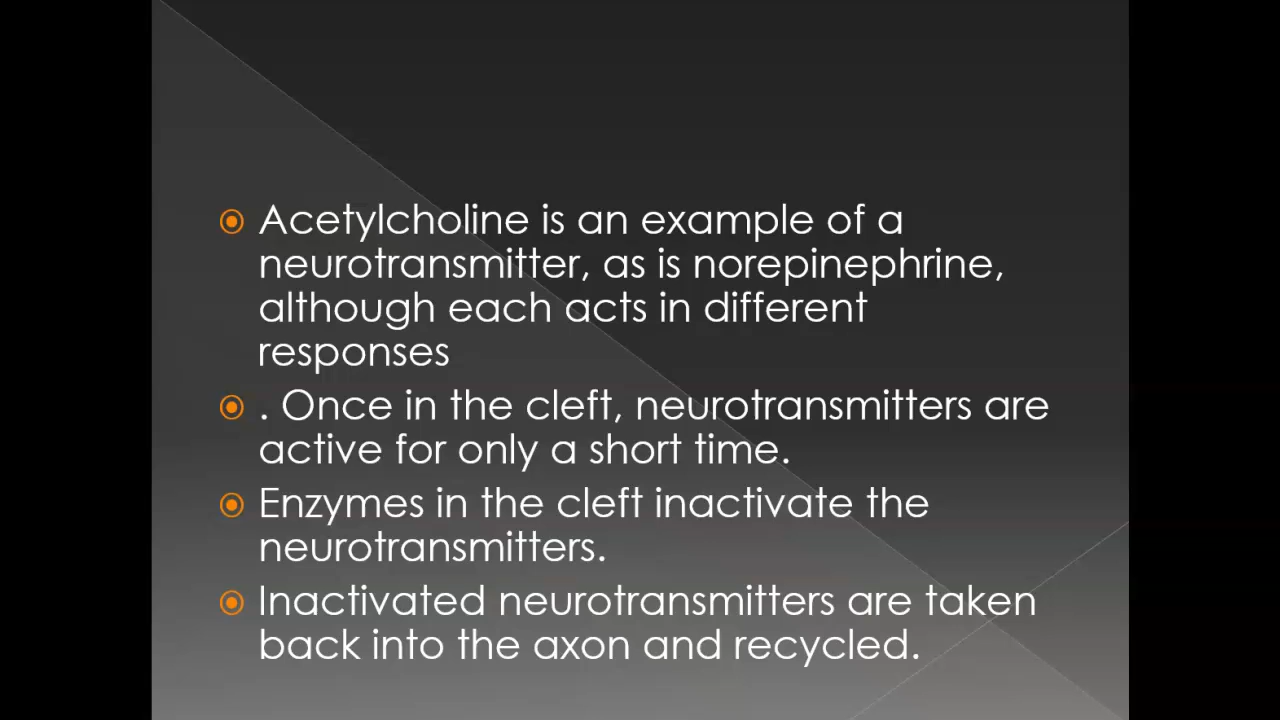 Acetylcholine is an example of a
neurotransmitter, as is norepinephrine,
although each acts in different
responses
. Once in the cleft, neurotransmitters are
active for only a short time.
Enzymes in the cleft inactivate the
neurotransmitters.
Inactivated neurotransmitters are taken
back into the axon and recycled.